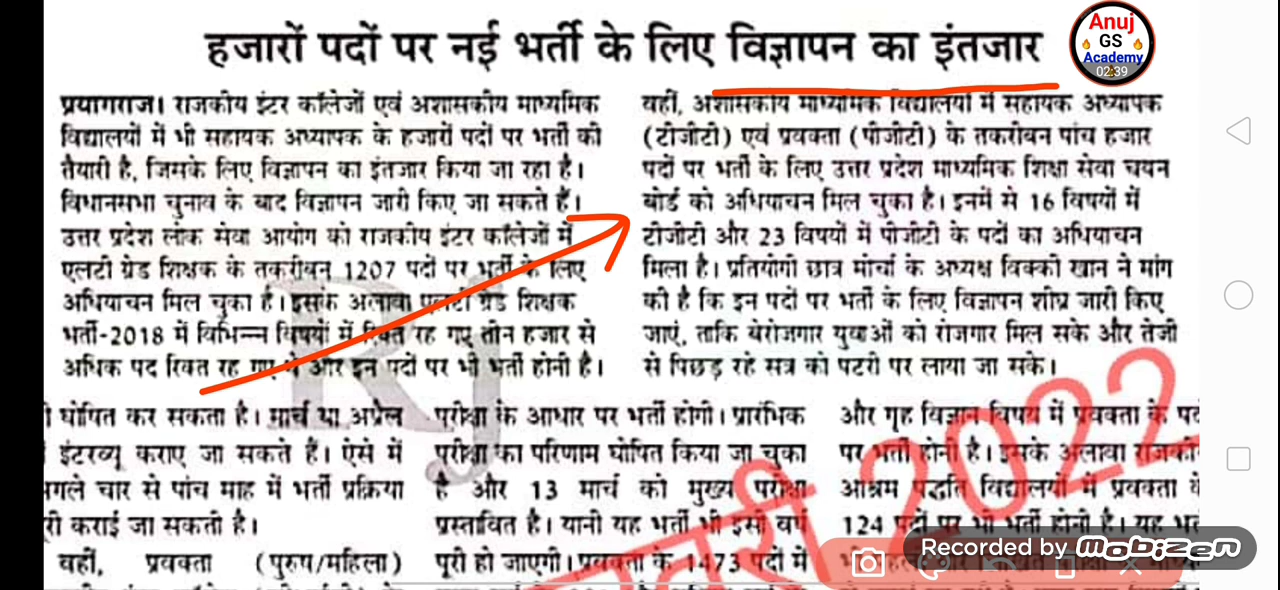 हजारों पदों पर नई भर्ती के लिए विज्ञापन का इंतजार
Anuj
GS
Academy
02:39
प्रयागराज। राजकीय इंटर कॉलेजों एवं अशासकीय माध्यमिक
विद्यालयों में भी सहायक अध्यापक के हजारों पदों पर भर्ती की
तैयारी है, जिसके लिए विज्ञापन का इंतजार किया जा रहा है।
विधानसभा चुनाव के बाद विज्ञापन जारी किए जा सकते हैं।
उत्तर प्रदेश लोक सेवा आयोग को राजकीय इंटर कॉलेजों में
एलटी ग्रेड शिक्षक के तकरीबन 1207 पदों पर भर्ती के लिए
अधियाचन मिल चुका है। इसके अलावा एलटी ग्रेड शिक्षक
भर्ती-2018 में विभिन्न विषयों में रिक्त रह गए तीन हजार से
अधिक पद रिक्त रह गए थे और इन पदों पर भी भर्ती होनी है।
वहीं, अशासकीय माध्यमिक विद्यालयों में सहायक अध्यापक
(टीजीटी) एवं प्रवक्ता (पीजीटी) के तकरीबन पांच हजार
पदों पर भर्ती के लिए उत्तर प्रदेश माध्यमिक शिक्षा सेवा चयन
बोर्ड को अधियाचन मिल चुका है। इनमें से 16 विषयों में
टीजीटी और 23 विषयों में पीजीटी के पदों का अधियाचन
मिला है। प्रतियोगी छात्र मोर्चा के अध्यक्ष विक्की खान ने मांग
की है कि इन पदों पर भर्ती के लिए विज्ञापन शीघ्र जारी किए
जाएं, ताकि बेरोजगार युवाओं को रोजगार मिल सके और तेजी
से पिछड़ रहे सत्र को पटरी पर लाया जा सके।
घोषित कर सकता है। मार्च या अप्रैल
इंटरव्यू कराए जा सकते हैं। ऐसे में
चार से पांच माह में भर्ती प्रक्रिया
कराई जा सकती है।
वहीं, प्रवक्ता (पुरुष/महिला)
परीक्षा के आधार पर भर्ती होगी। प्रारंभिक
परीक्षा का परिणाम घोषित किया जा चुका
है और 13 मार्च को मुख्य परीक्षा
प्रस्तावित है। यानी यह भर्ती भी इसी वर्ष
पूरी हो जाएगी। प्रवक्ता के 1473 पदों में
और गृह विज्ञान विषय में प्रवक्ता के
पर भर्ती होनी है। इसके अलावा
आश्रम पद्धति विद्यालयों में प्रवक्ता
124 पदों पर भी भर्ती होनी है। यह
2022
Rj
Recorded by mobizen